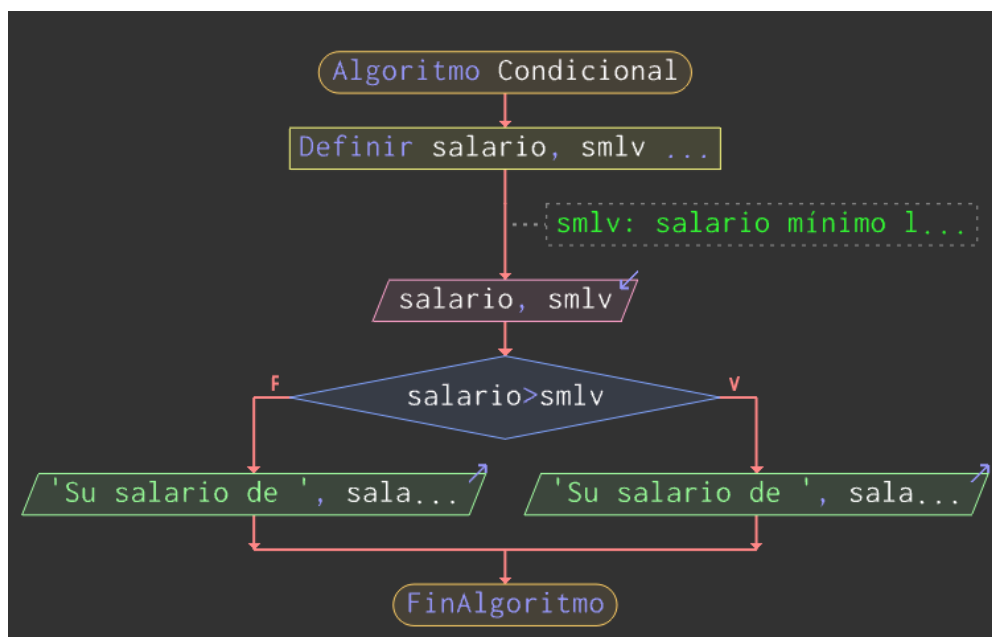 Algoritmo Condicional
Definir salario, smlv ...
smlv: salario mínimo l...
salario, smlv
F
salario>smlv
V
'Su salario de ', sala...
'Su salario de ', sala...
FinAlgoritmo